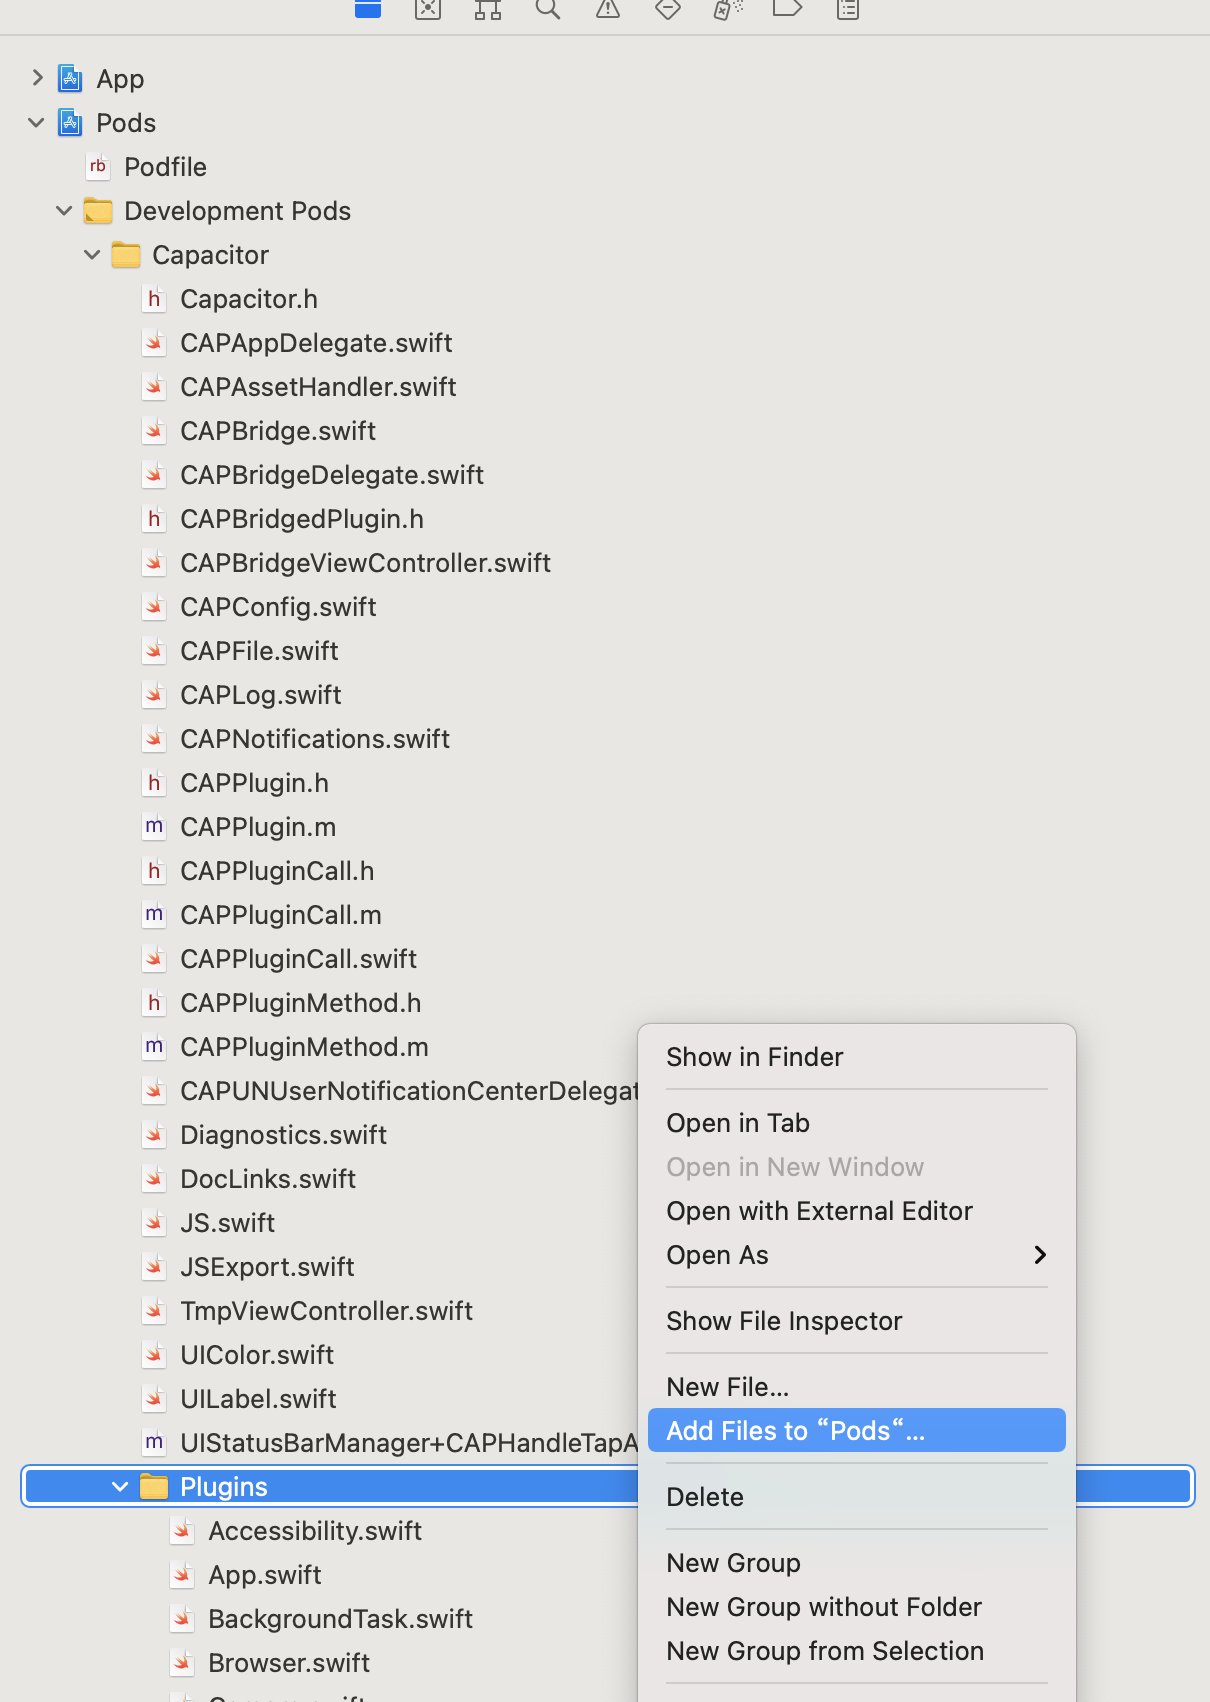 App
Pods
rb Podfile
Development Pods
Capacitor
h Capacitor.h
CAPAppDelegate.swift
CAPAssetHandler.swift
CAPBridge.swift
CAPBridgeDelegate.swift
h CAPBridgedPlugin.h
CAPBridgeViewController.swift
CAPConfig.swift
CAPFile.swift
CAPLog.swift
CAPNotifications.swift
h CAPPlugin.h
m CAPPlugin.m
h CAPPluginCall.h
m CAPPluginCall.m
CAPPluginCall.swift
h CAPPluginMethod.h
m CAPPluginMethod.m
CAPUNUserNotificationCenterDelegat
Diagnostics.swift
DocLinks.swift
JS.swift
JSExport.swift
TmpViewController.swift
UIColor.swift
UILabel.swift
m UIStatusBarManager+CAPHandleTapA
Plugins
Accessibility.swift
App.swift
BackgroundTask.swift
Browser.swift
Show in Finder
Open in Tab
Open in New Window
Open with External Editor
Open As
Show File Inspector
New File...
Add Files to “Pods“...
Delete
New Group
New Group without Folder
New Group from Selection